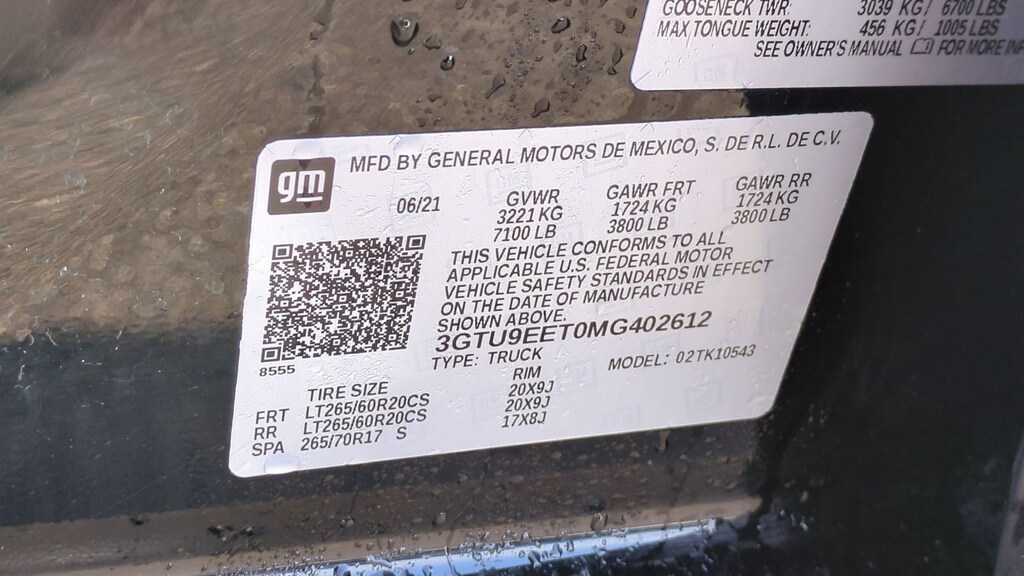 GOOSENECK TWR: 3039 KG/ 6700 LBS
MAX TONGUE WEIGHT: 456 KG/ 1005 LBS
SEE OWNER'S MANUAL FOR MORE INF
gm
MFD BY GENERAL MOTORS DE MEXICO, S. DE R.L. DE C.V.
06/21 GVWR GAWR FRT GAWR RR
3221 KG 1724 KG 1724 KG
7100 LB 3800 LB 3800 LB
THIS VEHICLE CONFORMS TO ALL
APPLICABLE U.S. FEDERAL MOTOR
VEHICLE SAFETY STANDARDS IN EFFECT
ON THE DATE OF MANUFACTURE
SHOWN ABOVE.
3GTU9EET0MG402612
TYPE: TRUCK MODEL: 02TK10543
8555
TIRE SIZE RIM
FRT LT265/60R20CS 20X9J
RR LT265/60R20CS 20X9J
SPA 265/70R17 S 17X8J